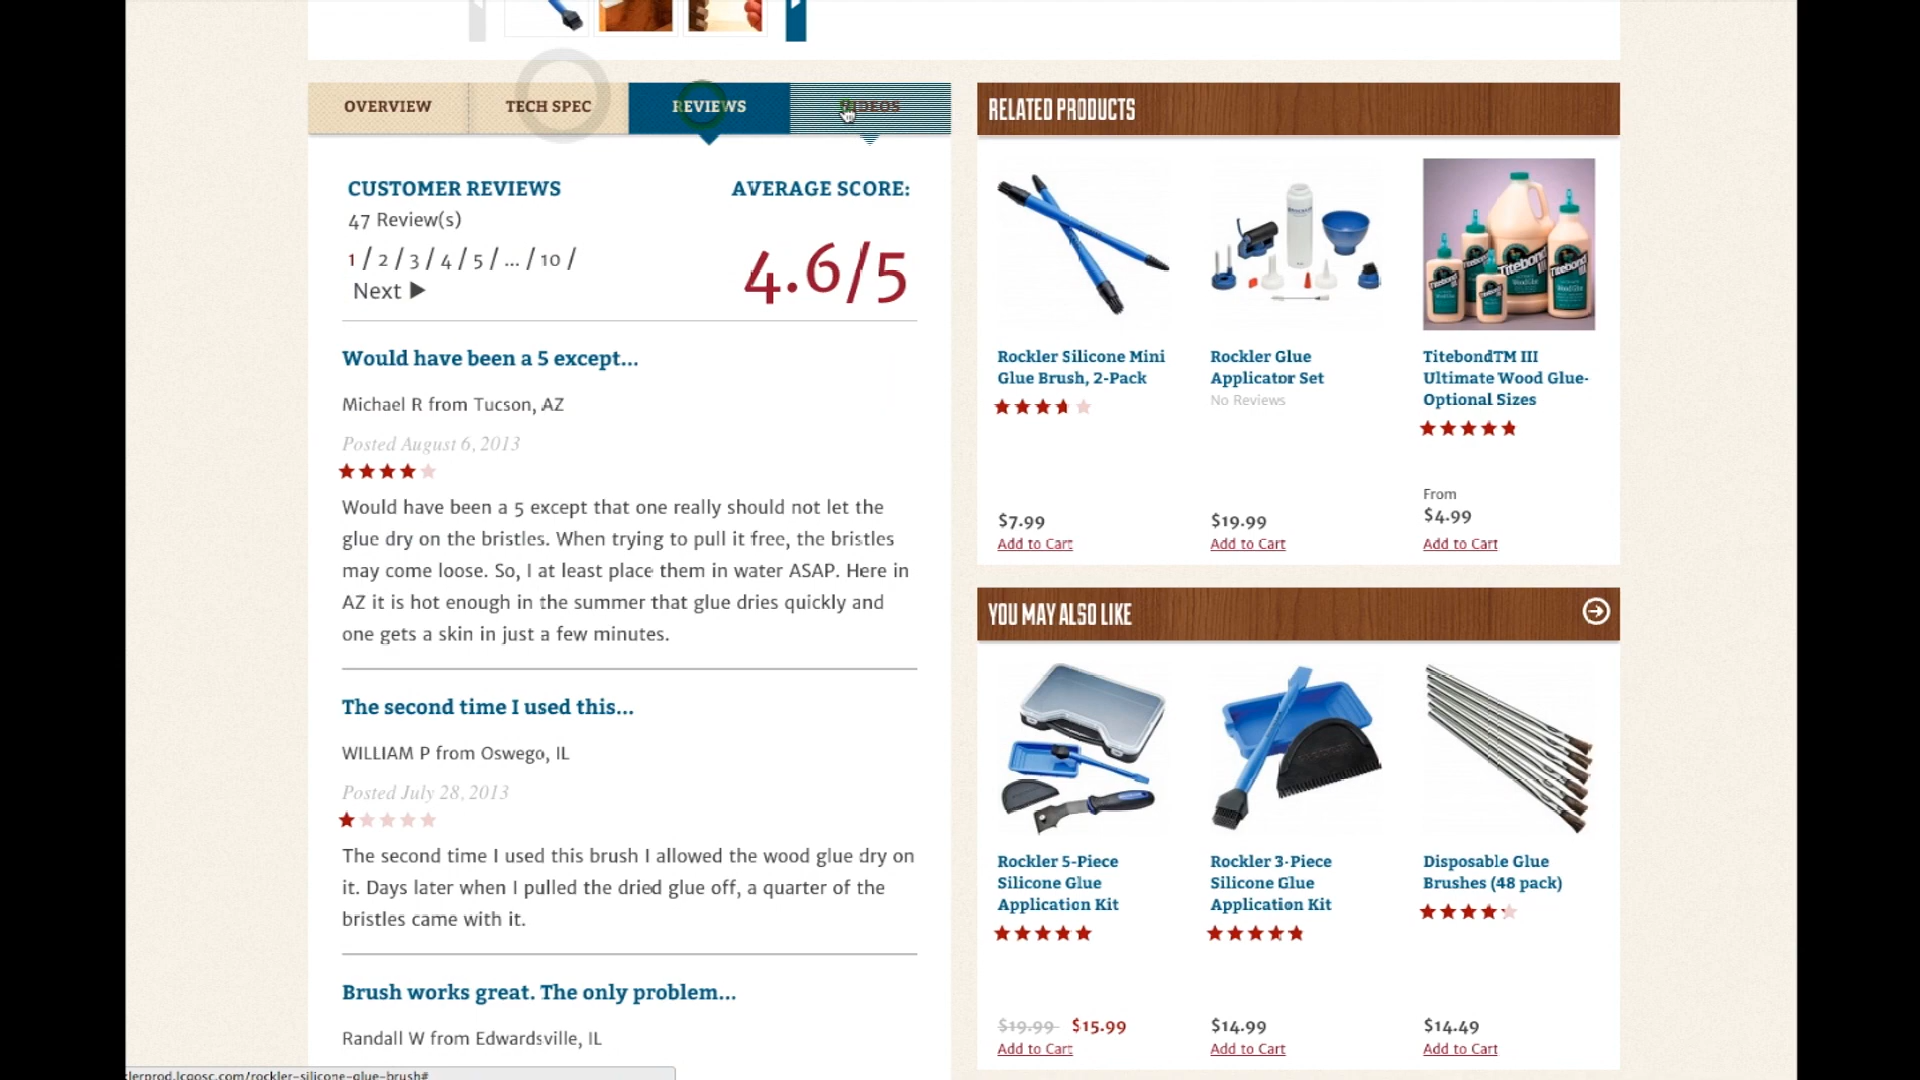 OVERVIEW
TECH SPEC
REVIEWS
VIDEOS
CUSTOMER REVIEWS
47 Review(s)
1 / 2 / 3 / 4 / 5 / ... / 10 /
Next ▶
AVERAGE SCORE:
4.6/5
Would have been a 5 except...
Michael R from Tucson, AZ
Posted August 6, 2013
Would have been a 5 except that one really should not let the
glue dry on the bristles. When trying to pull it free, the bristles
may come loose. So, I at least place them in water ASAP. Here in
AZ it is hot enough in the summer that glue dries quickly and
one gets a skin in just a few minutes.
The second time I used this...
WILLIAM P from Oswego, IL
Posted July 28, 2013
The second time I used this brush I allowed the wood glue dry on
it. Days later when I pulled the dried glue off, a quarter of the
bristles came with it.
Brush works great. The only problem...
Randall W from Edwardsville, IL
lerprod.lcgosc.com/rockler-silicone-glue-brush#
RELATED PRODUCTS
Titebond
Titebond
Rockler Silicone Mini
Glue Brush, 2-Pack
$7.99
Add to Cart
Rockler Glue
Applicator Set
No Reviews
$19.99
Add to Cart
TitebondTM III
Ultimate Wood Glue-
Optional Sizes
From
$4.99
Add to Cart
YOU MAY ALSO LIKE
Rockler 5-Piece
Silicone Glue
Application Kit
$19.99 $15.99
Add to Cart
Rockler 3-Piece
Silicone Glue
Application Kit
$14.99
Add to Cart
Disposable Glue
Brushes (48 pack)
$14.49
Add to Cart